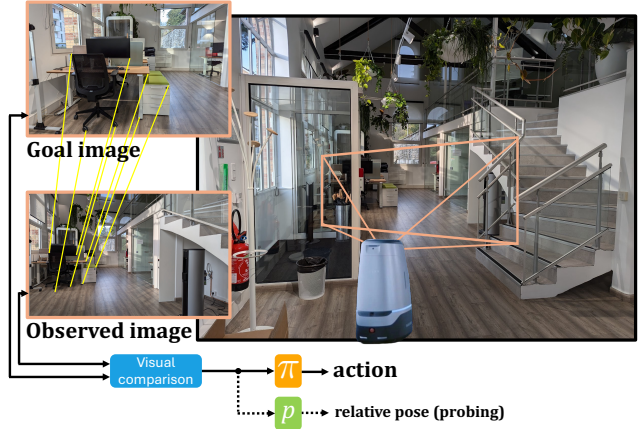 Goal image
Observed image
Visual
comparison
π
action
p
relative pose (probing)